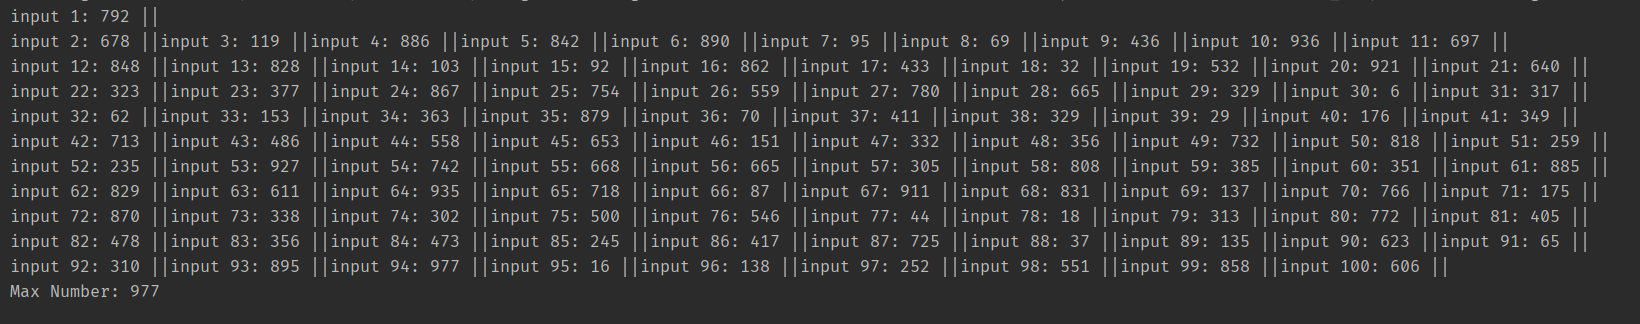 input 1: 792 ||
input 2: 678 ||input 3: 119 ||input 4: 886 ||input 5: 842 ||input 6: 890 ||input 7: 95 ||input 8: 69 ||input 9: 436 ||input 10: 936 ||input 11: 697 ||
input 12: 848 ||input 13: 828 ||input 14: 103 ||input 15: 92 ||input 16: 862 ||input 17: 433 ||input 18: 32 ||input 19: 532 ||input 20: 921 ||input 21: 640 ||
input 22: 323 ||input 23: 377 ||input 24: 867 ||input 25: 754 ||input 26: 559 ||input 27: 780 ||input 28: 665 ||input 29: 329 ||input 30: 6 ||input 31: 317 ||
input 32: 62 ||input 33: 153 ||input 34: 363 ||input 35: 879 ||input 36: 70 ||input 37: 411 ||input 38: 329 ||input 39: 29 ||input 40: 176 ||input 41: 349 ||
input 42: 713 ||input 43: 486 ||input 44: 558 ||input 45: 653 ||input 46: 151 ||input 47: 332 ||input 48: 356 ||input 49: 732 ||input 50: 818 ||input 51: 259 ||
input 52: 235 ||input 53: 927 ||input 54: 742 ||input 55: 668 ||input 56: 665 ||input 57: 305 ||input 58: 808 ||input 59: 385 ||input 60: 351 ||input 61: 885 ||
input 62: 829 ||input 63: 611 ||input 64: 935 ||input 65: 718 ||input 66: 87 ||input 67: 911 ||input 68: 831 ||input 69: 137 ||input 70: 766 ||input 71: 175 ||
input 72: 870 ||input 73: 338 ||input 74: 302 ||input 75: 500 ||input 76: 546 ||input 77: 44 ||input 78: 18 ||input 79: 313 ||input 80: 772 ||input 81: 405 ||
input 82: 478 ||input 83: 356 ||input 84: 473 ||input 85: 245 ||input 86: 417 ||input 87: 725 ||input 88: 37 ||input 89: 135 ||input 90: 623 ||input 91: 65 ||
input 92: 310 ||input 93: 895 ||input 94: 977 ||input 95: 16 ||input 96: 138 ||input 97: 252 ||input 98: 551 ||input 99: 858 ||input 100: 606 ||
Max Number: 977